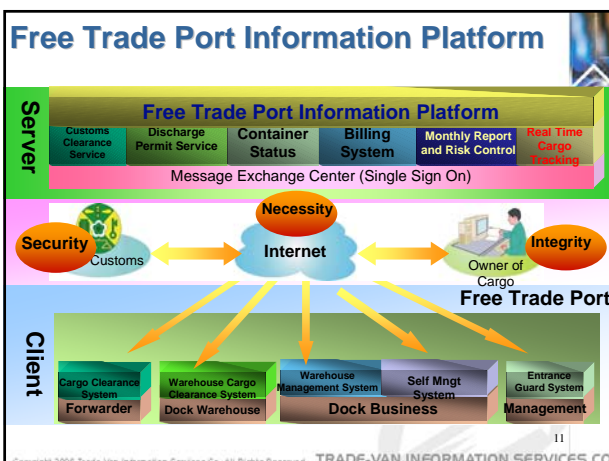 Free Trade Port Information Platform
Server
Free Trade Port Information Platform
Customs
Clearance
Service
Discharge
Permit Service
Container
Status
Billing
System
Monthly Report
and Risk Control
Real Time
Cargo
Tracking
Message Exchange Center (Single Sign On)
Necessity
Security
Customs
Internet
Owner of
Cargo
Integrity
Free Trade Port
Client
Cargo Clearance
System
Forwarder
Warehouse Cargo
Clearance System
Dock Warehouse
Warehouse
Management System
Self Mngt
System
Dock Business
Entrance
Guard System
Management
11
TRADE-VAN INFORMATION SERVICES CO